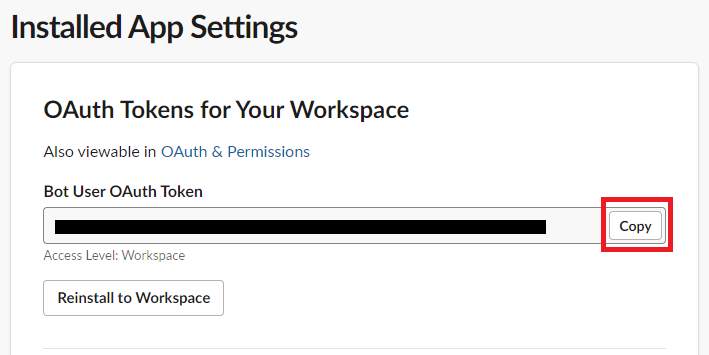 Installed App Settings
OAuth Tokens for Your Workspace
Also viewable in OAuth & Permissions
Bot User OAuth Token
Copy
Access Level: Workspace
Reinstall to Workspace